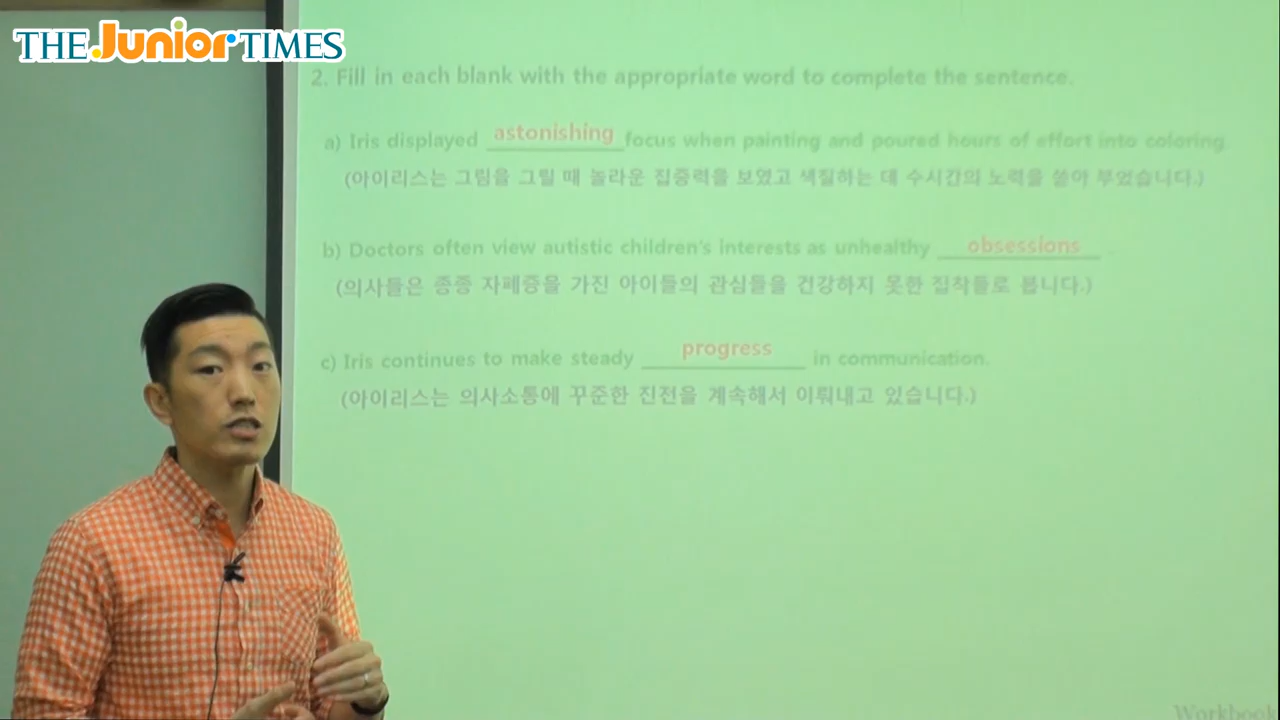 THE Junior TIMES
2. Fill in each blank with the appropriate word to complete the sentence.
a) Iris displayed astonishing focus when painting and poured hours of effort into coloring.
(아이리스는 그림을 그릴 때 놀라운 집중력을 보였고 색칠하는 데 수시간의 노력을 쏟아 부었습니다.)
b) Doctors often view autistic children's interests as unhealthy obsessions.
(의사들은 종종 자폐증을 가진 아이들의 관심들을 건강하지 못한 집착들로 봅니다.)
c) Iris continues to make steady progress in communication.
(아이리스는 의사소통에 꾸준한 진전을 계속해서 이뤄내고 있습니다.)
Workbook